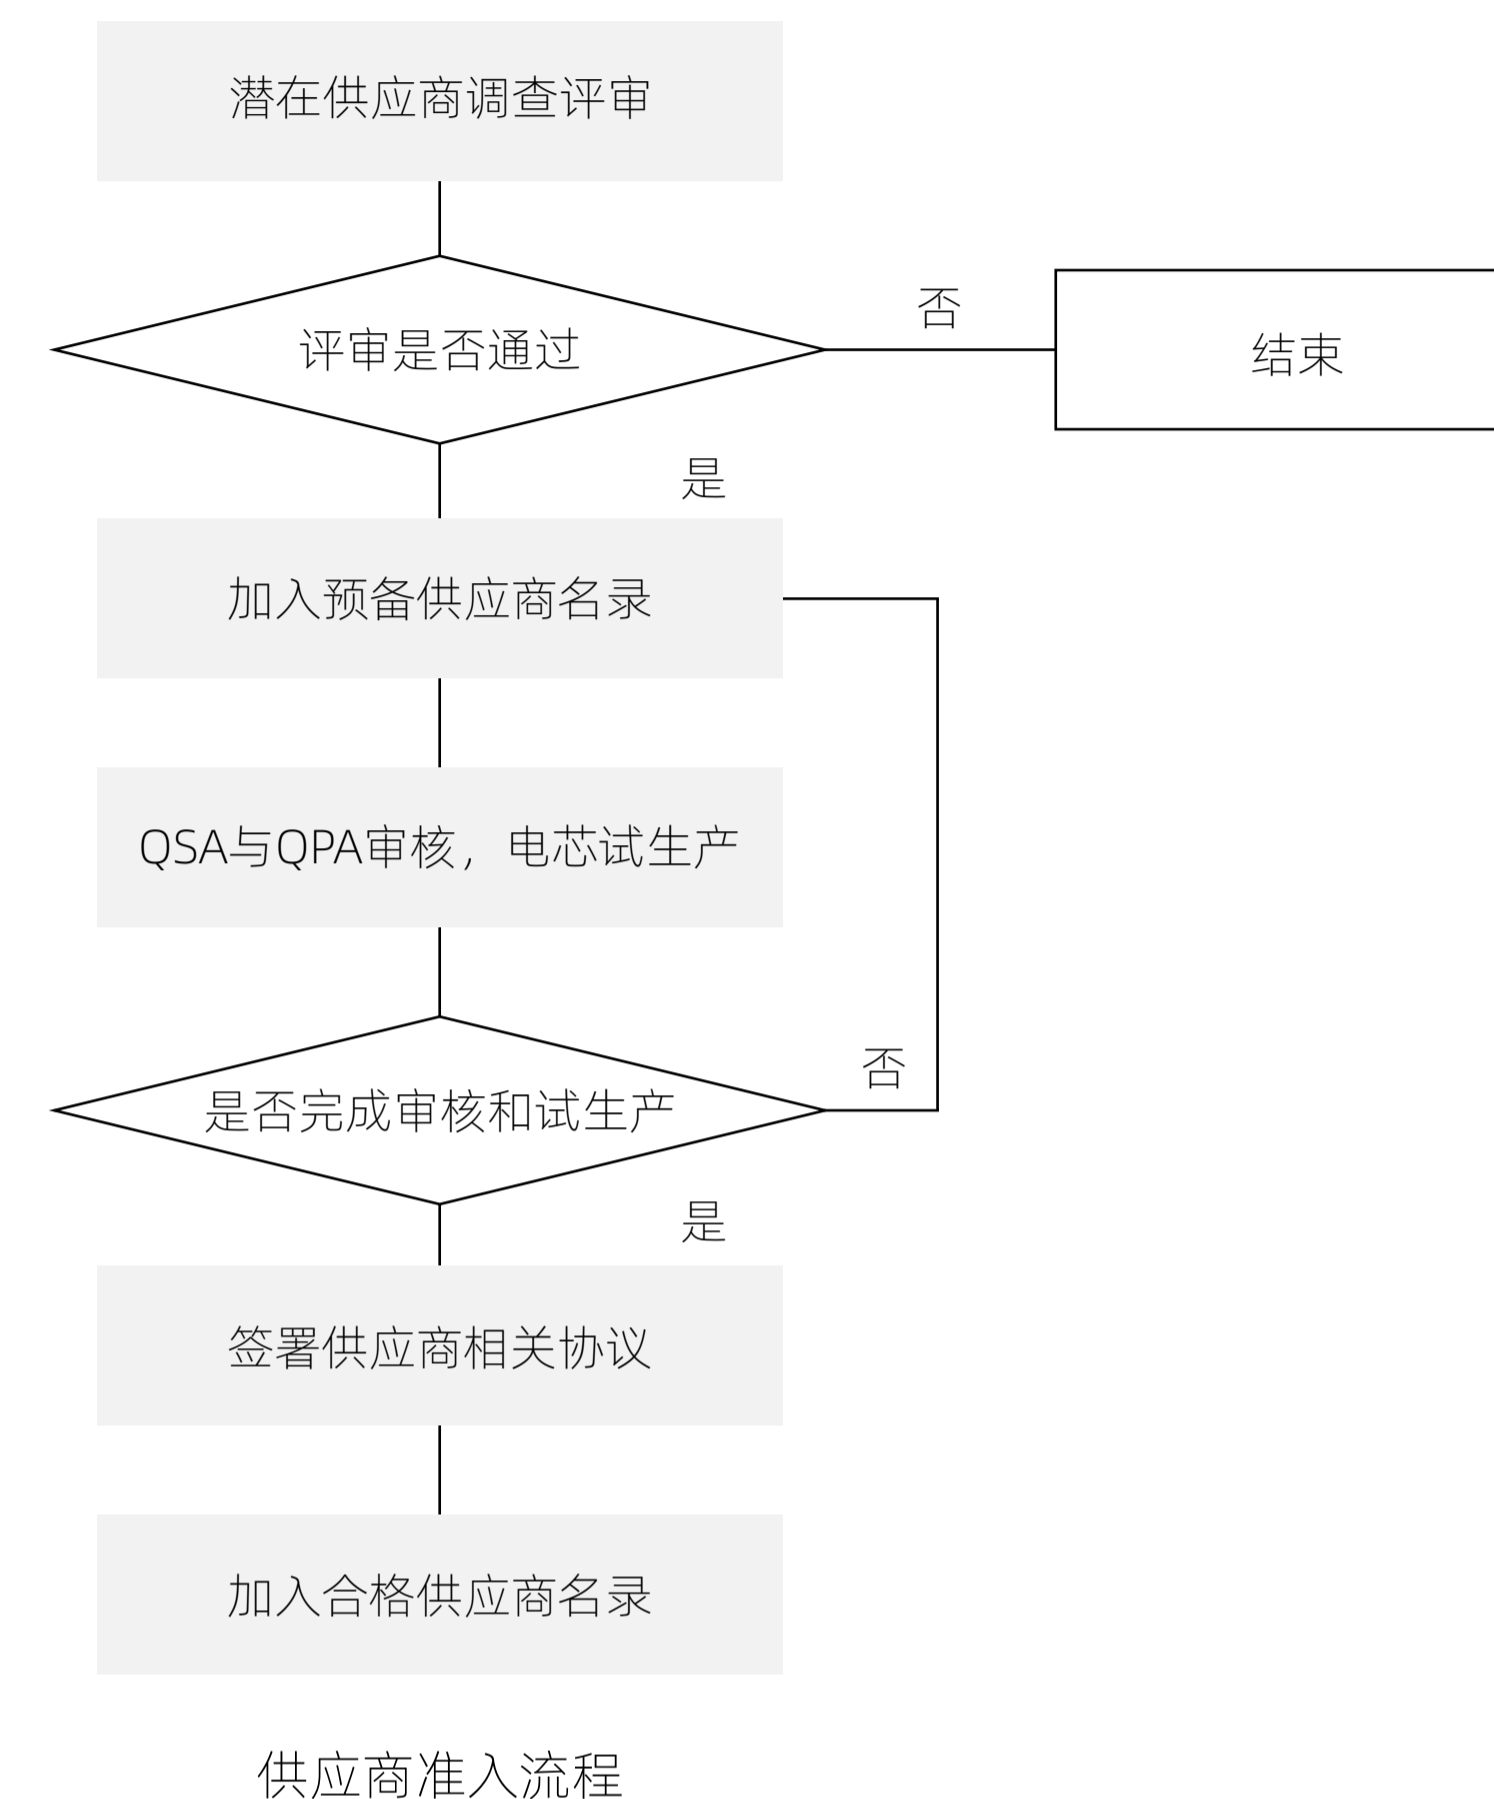 潜在供应商调查评审
评审是否通过
否
结束
是
加入预备供应商名录
QSA与QPA审核，电芯试生产
是否完成审核和试生产
否
是
签署供应商相关协议
加入合格供应商名录
供应商准入流程